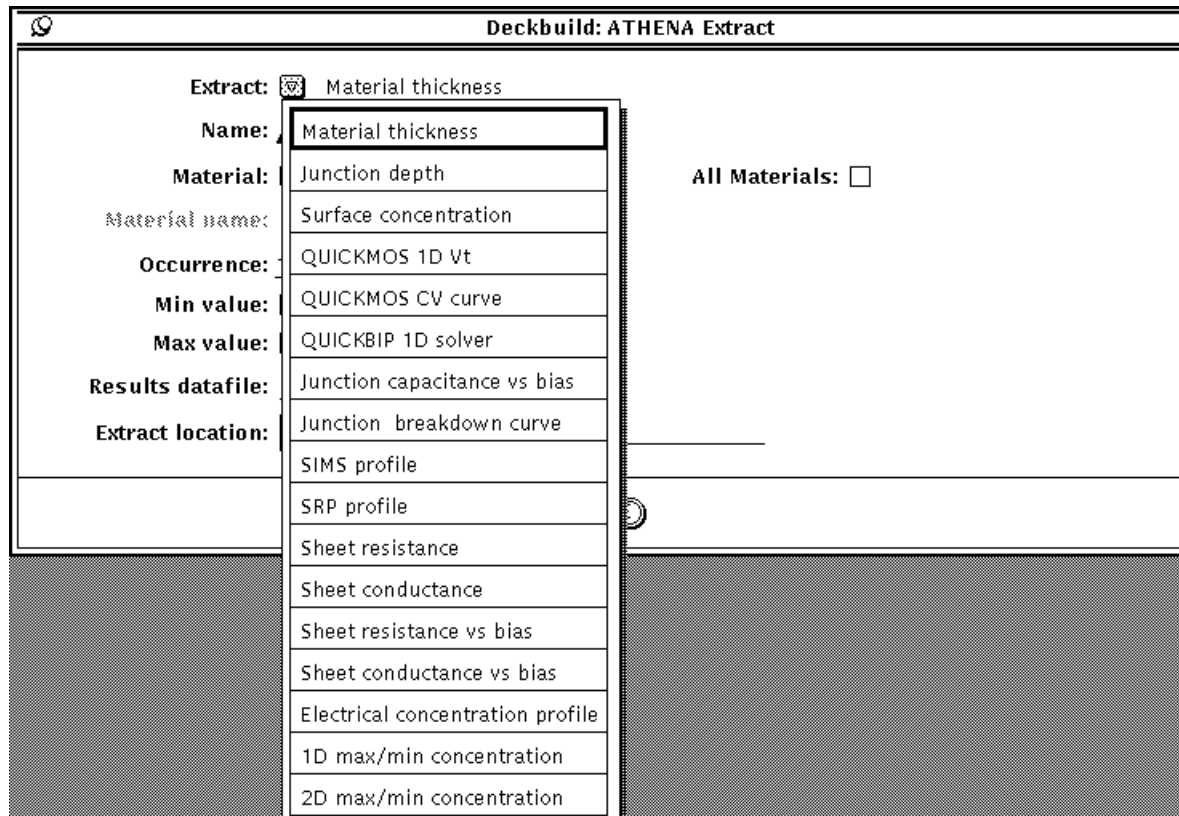 Deckbuild: ATHENA Extract
Extract: Material thickness
Name:
Material thickness
Material:
Junction depth
All Materials:
Material name:
Surface concentration
Occurrence:
QUICKMOS 1D Vt
Min value:
QUICKMOS CV curve
Max value:
QUICKBIP 1D solver
Results datafile:
Junction capacitance vs bias
Extract location:
Junction breakdown curve
SIMS profile
SRP profile
Sheet resistance
Sheet conductance
Sheet resistance vs bias
Sheet conductance vs bias
Electrical concentration profile
1D max/min concentration
2D max/min concentration